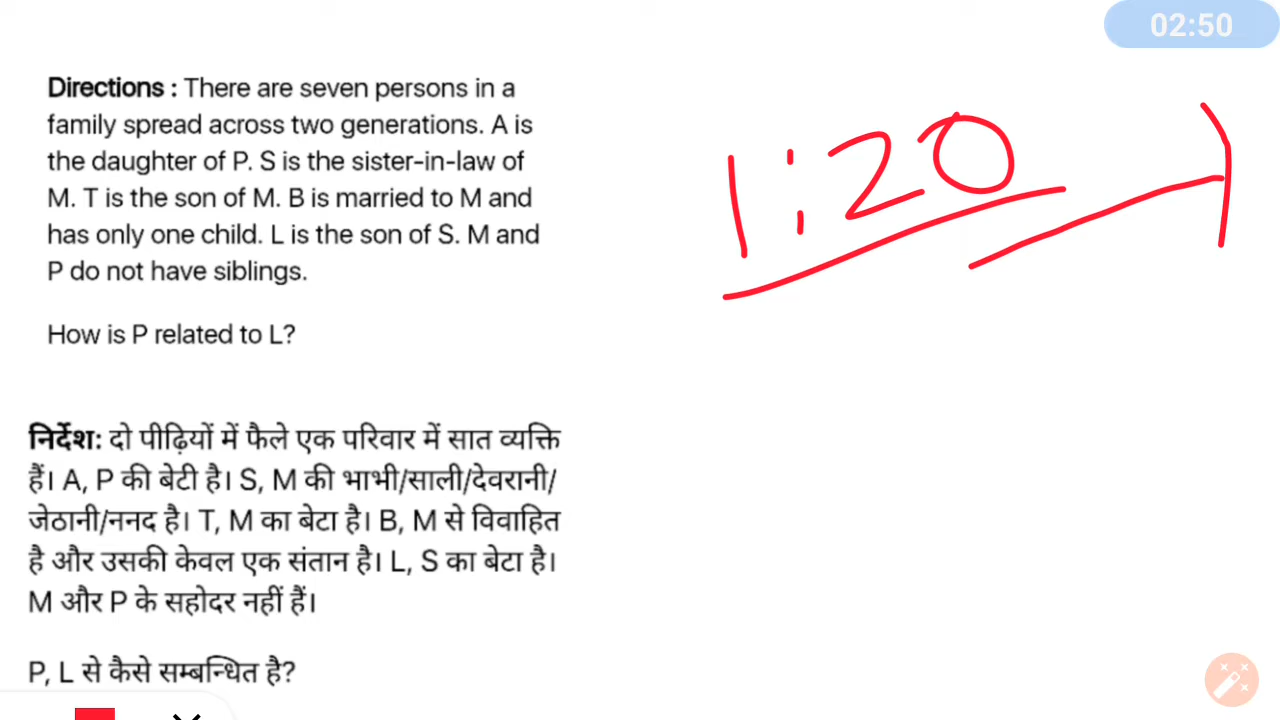 02:50
Directions : There are seven persons in a
family spread across two generations. A is
the daughter of P. S is the sister-in-law of
M. T is the son of M. B is married to M and
has only one child. L is the son of S. M and
P do not have siblings.
How is P related to L?
1:20
निर्देश: दो पीढ़ियों में फैले एक परिवार में सात व्यक्ति
हैं। A, P की बेटी है। S, M की भाभी/साली/देवरानी/
जेठानी/ननद है। T, M का बेटा है। B, M से विवाहित
है और उसकी केवल एक संतान है। L, S का बेटा है।
M और P के सहोदर नहीं हैं।
P, L से कैसे सम्बन्धित है?